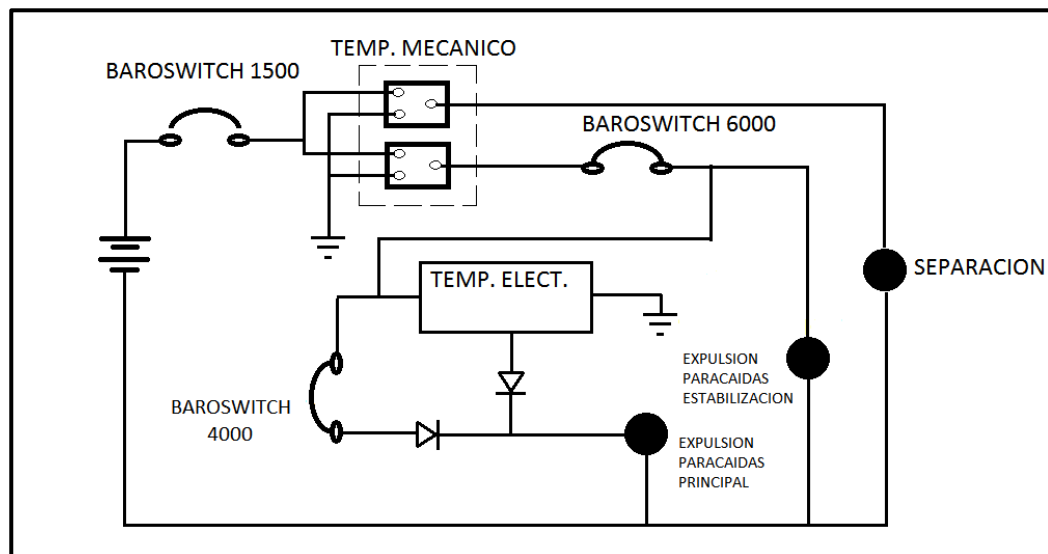 TEMP. MECANICO
BAROSWITCH 1500
BAROSWITCH 6000
SEPARACION
TEMP. ELECT.
EXPULSION
PARACAIDAS
ESTABILIZACION
BAROSWITCH
4000
EXPULSION
PARACAIDAS
PRINCIPAL